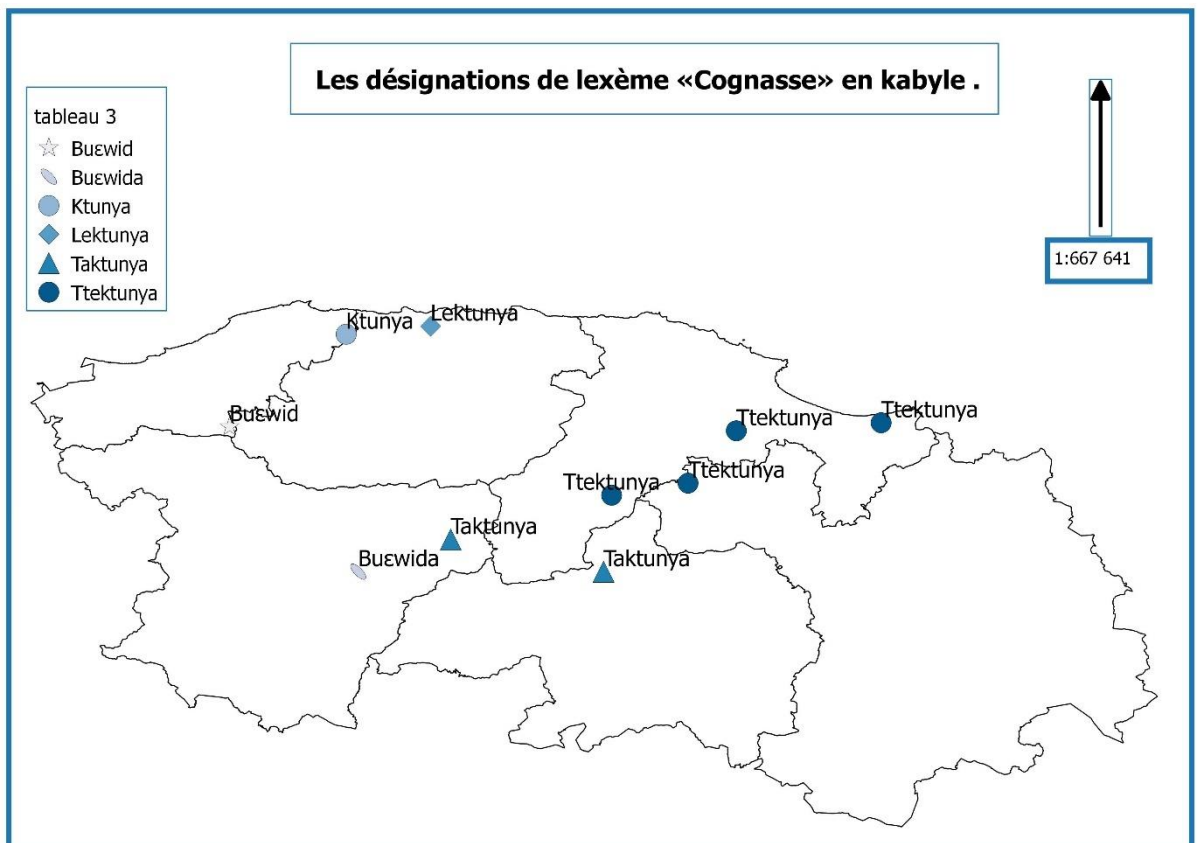 Les désignations de lexème «Cognasse» en kabyle .
tableau 3
Buɛwid
Buɛwida
Ktunya
Lektunya
Taktunya
Ttektunya
1:667 641
Ktunya
Lektunya
Buɛwid
Ttektunya
Ttektunya
Ttektunya
Ttektunya
Taktunya
Buɛwida
Taktunya